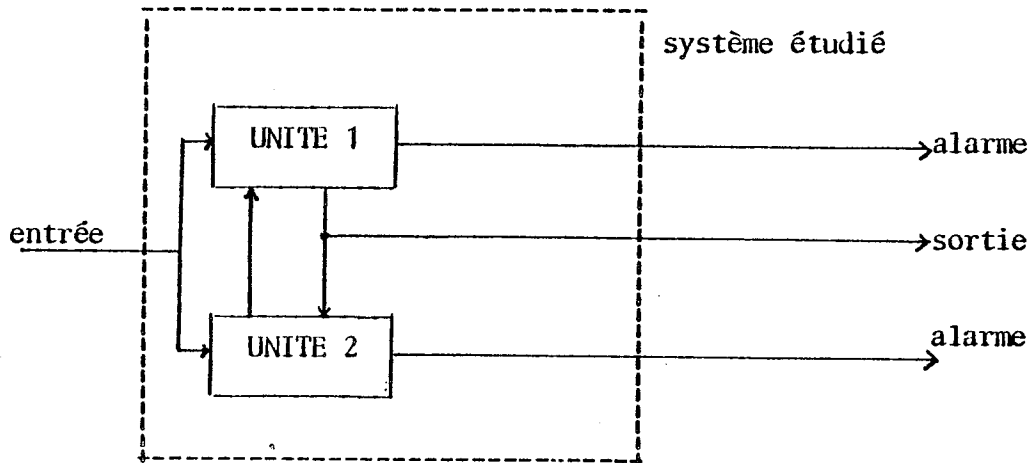 système étudié
UNITE 1
alarme
entrée
sortie
UNITE 2
alarme